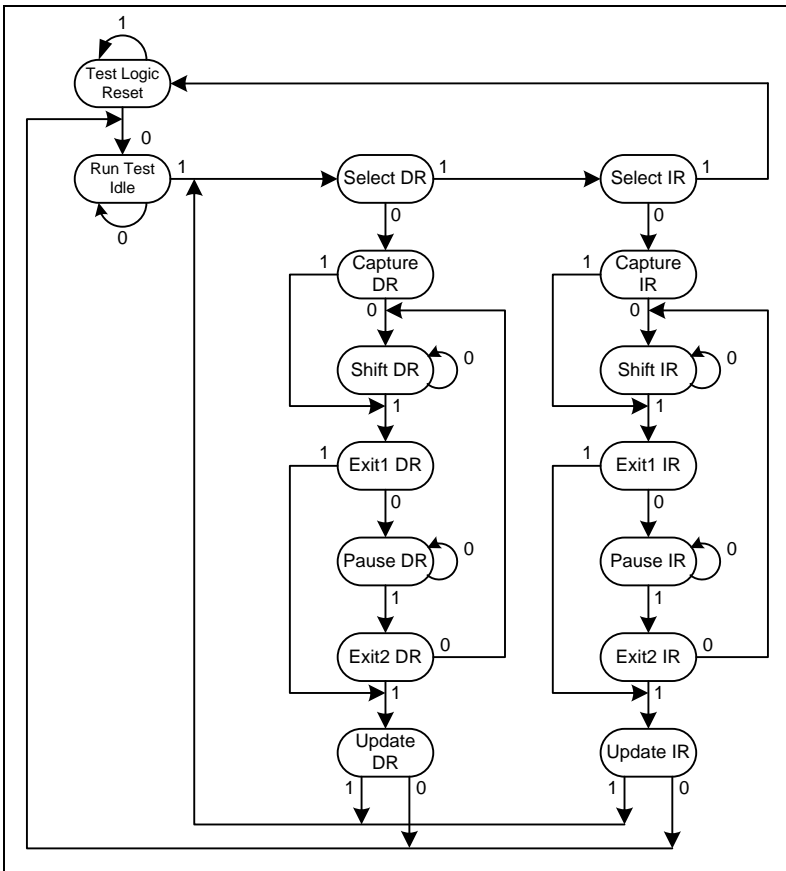 1
Test Logic
Reset
0
Run Test
Idle
1
0
Select DR
1
0
Select IR
1
0
Capture
DR
1
0
Capture
IR
1
0
Shift DR
0
1
Shift IR
0
1
Exit1 DR
1
0
Exit1 IR
1
0
Pause DR
0
1
Pause IR
0
1
Exit2 DR
0
1
Exit2 IR
0
1
Update
DR
1
0
Update IR
1
0